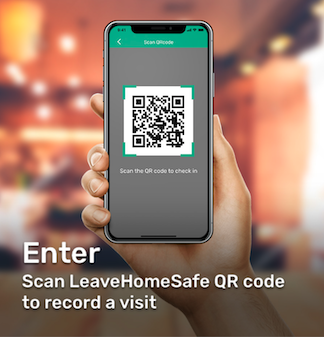 Scan QRcode
Scan the QR code to check in
Enter
Scan LeaveHomeSafe QR code
to record a visit